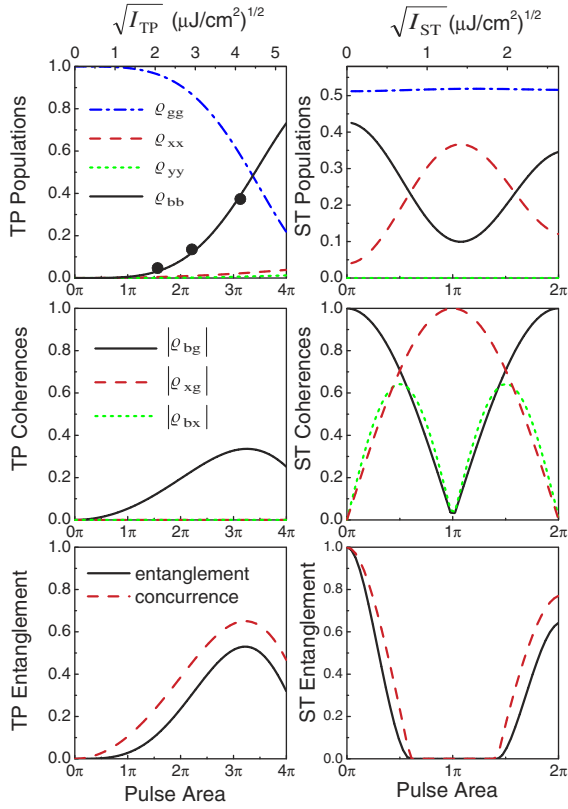 √I_TP (μJ/cm²)^1/2
√I_ST (μJ/cm²)^1/2
0 1 2 3 4 5
0 1 2
TP Populations
1.0
0.8
0.6
0.4
0.2
0.0
ϱ_gg
ϱ_xx
ϱ_yy
ϱ_bb
0π 1π 2π 3π 4π
ST Populations
0.5
0.4
0.3
0.2
0.1
0.0
0π 1π 2π
TP Coherences
1.0
0.8
0.6
0.4
0.2
0.0
|ϱ_bg|
|ϱ_xg|
|ϱ_bx|
0π 1π 2π 3π 4π
ST Coherences
1.0
0.8
0.6
0.4
0.2
0π 1π 2π
TP Entanglement
1.0
0.8
0.6
0.4
0.2
0.0
entanglement
concurrence
0π 1π 2π 3π 4π
Pulse Area
ST Entanglement
1.0
0.8
0.6
0.4
0.2
0.0
0π 1π 2π
Pulse Area